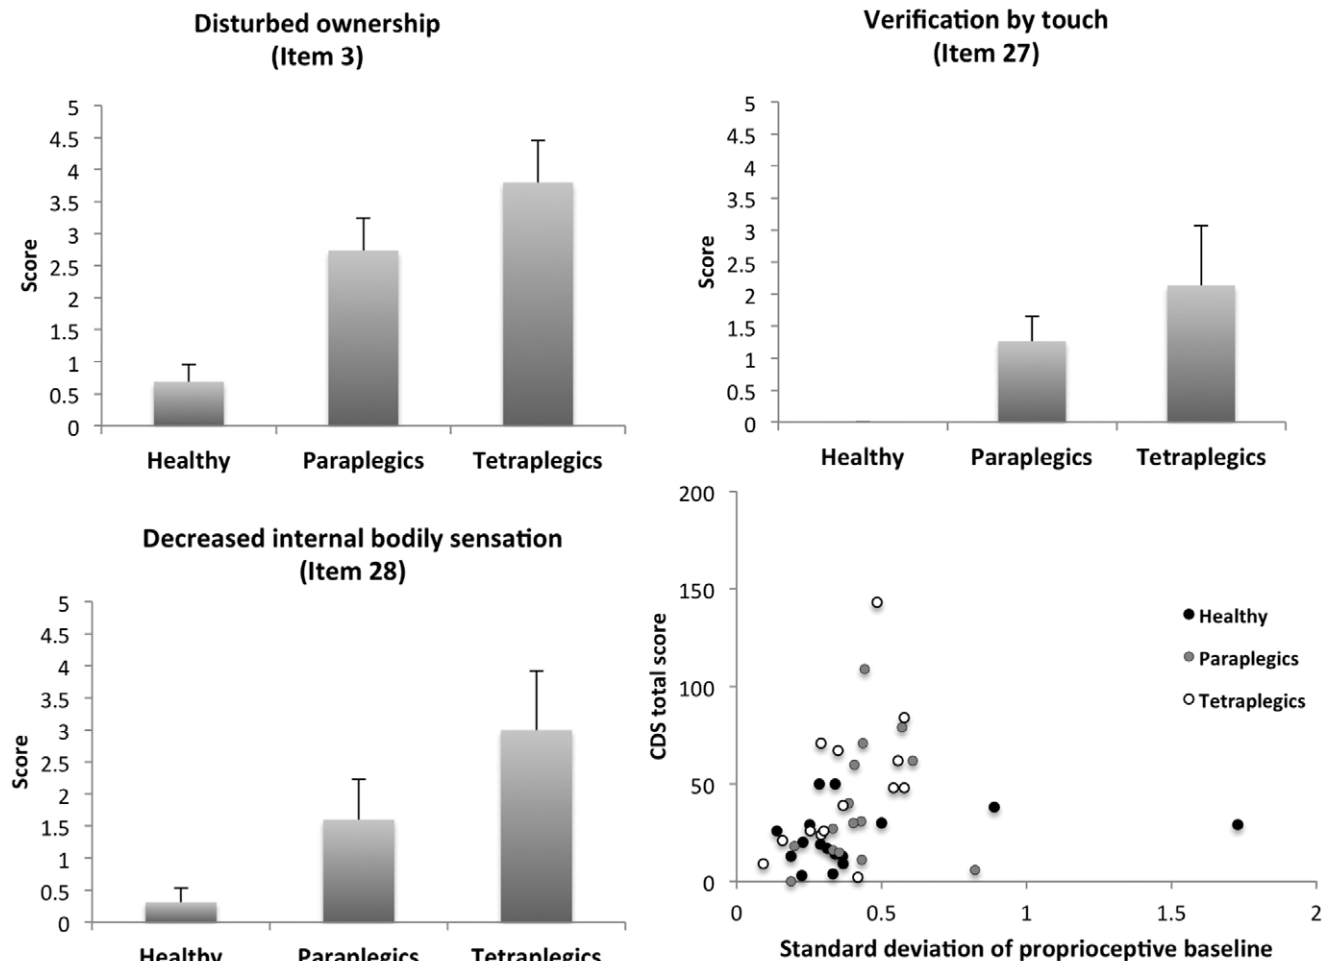 Disturbed ownership
(Item 3)
5
4.5
4
3.5
3
2.5
2
1.5
1
0.5
0
Score
Healthy Paraplegics Tetraplegics
Verification by touch
(Item 27)
5
4.5
4
3.5
3
2.5
2
1.5
1
0.5
0
Score
Healthy Paraplegics Tetraplegics
Decreased internal bodily sensation
(Item 28)
5
4.5
4
3.5
3
2.5
2
1.5
1
0.5
0
Score
Healthy Paraplegics Tetraplegics
200
150
100
50
0
CDS total score
Healthy
Paraplegics
Tetraplegics
0 0.5 1 1.5 2
Standard deviation of proprioceptive baseline